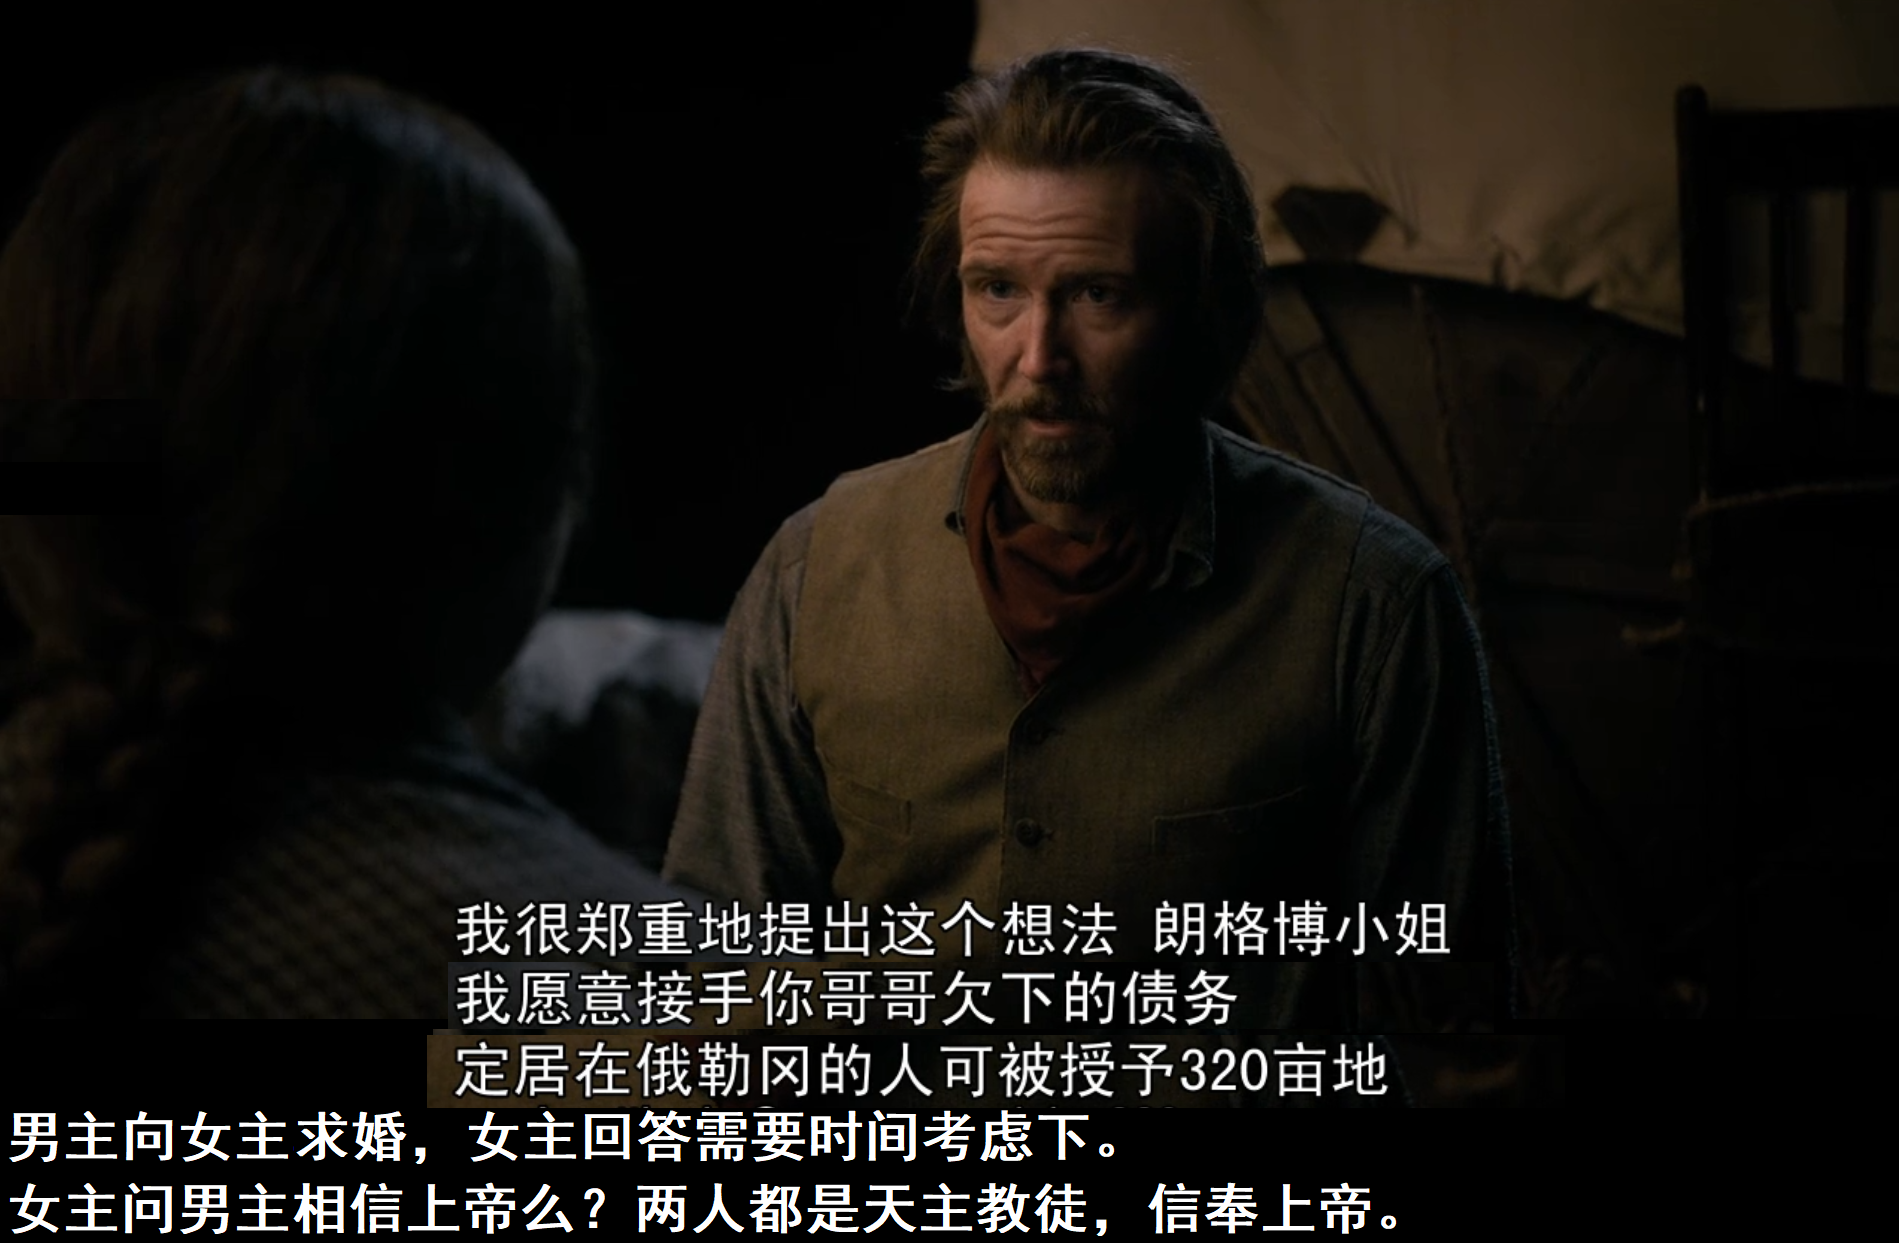 我很郑重地提出这个想法 朗格博小姐
我愿意接手你哥哥欠下的债务
定居在俄勒冈的人可被授予320亩地
男主向女主求婚，女主回答需要时间考虑下。
女主问男主相信上帝么？两人都是天主教徒，信奉上帝。